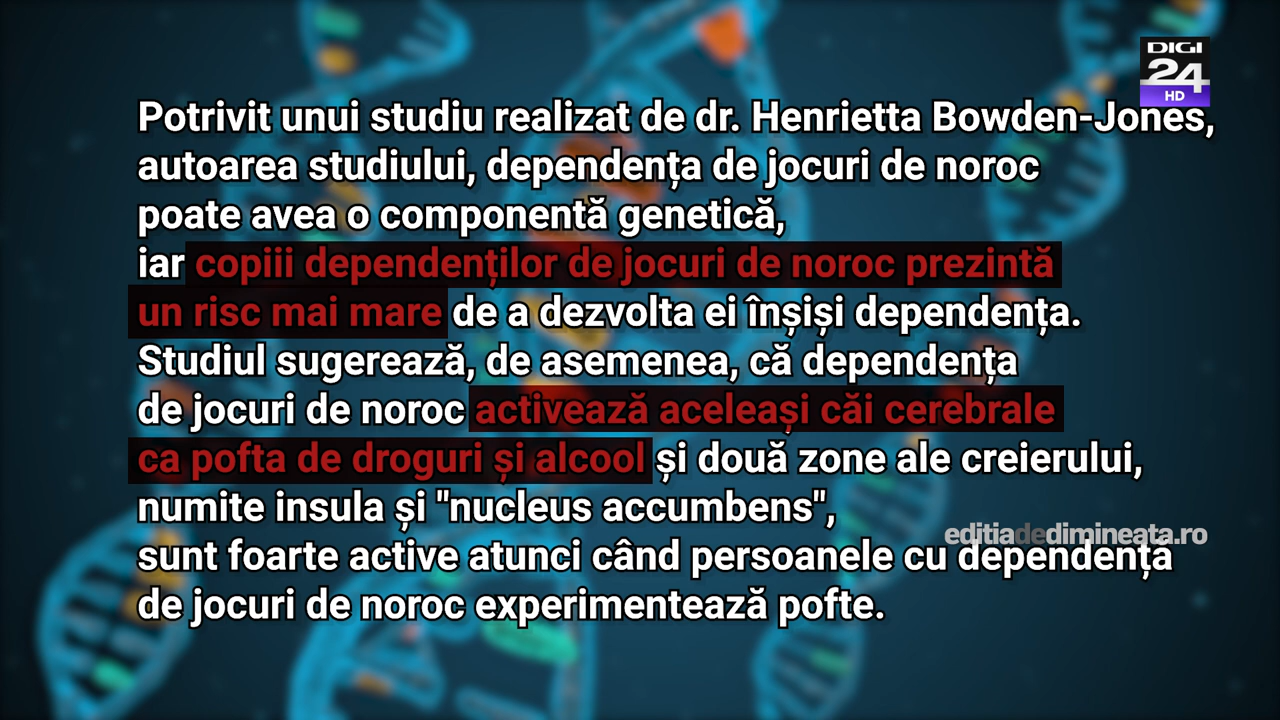 DIGI
24
HD
Potrivit unui studiu realizat de dr. Henrietta Bowden-Jones,
autoarea studiului, dependența de jocuri de noroc
poate avea o componentă genetică,
iar copiii dependenților de jocuri de noroc prezintă
un risc mai mare de a dezvolta ei înșiși dependența.
Studiul sugerează, de asemenea, că dependența
de jocuri de noroc activează aceleași căi cerebrale
ca pofta de droguri și alcool și două zone ale creierului,
numite insula și "nucleus accumbens",
editiadedimineata.ro
sunt foarte active atunci când persoanele cu dependență
de jocuri de noroc experimentează pofte.